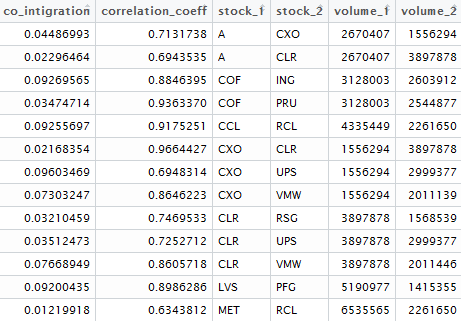 co_intigration correlation_coeff stock_1 stock_2 volume_1 volume_2
0.04486993 0.7131738 A CXO 2670407 1556294
0.02296464 0.6943535 A CLR 2670407 3897878
0.09269565 0.8846395 COF ING 3128003 2603912
0.03474714 0.9363370 COF PRU 3128003 2544877
0.09255697 0.9175251 CCL RCL 4335449 2261650
0.02168354 0.9664427 CXO CLR 1556294 3897878
0.09603469 0.6948314 CXO UPS 1556294 2999377
0.07303247 0.8646223 CXO VMW 1556294 2011139
0.03210459 0.7469533 CLR RSG 3897878 1568539
0.03512473 0.7252712 CLR UPS 3897878 2999377
0.07668949 0.8605718 CLR VMW 3897878 2011446
0.09200435 0.8986286 LVS PFG 5190977 1415355
0.01219918 0.6343812 MET RCL 6535565 2261650